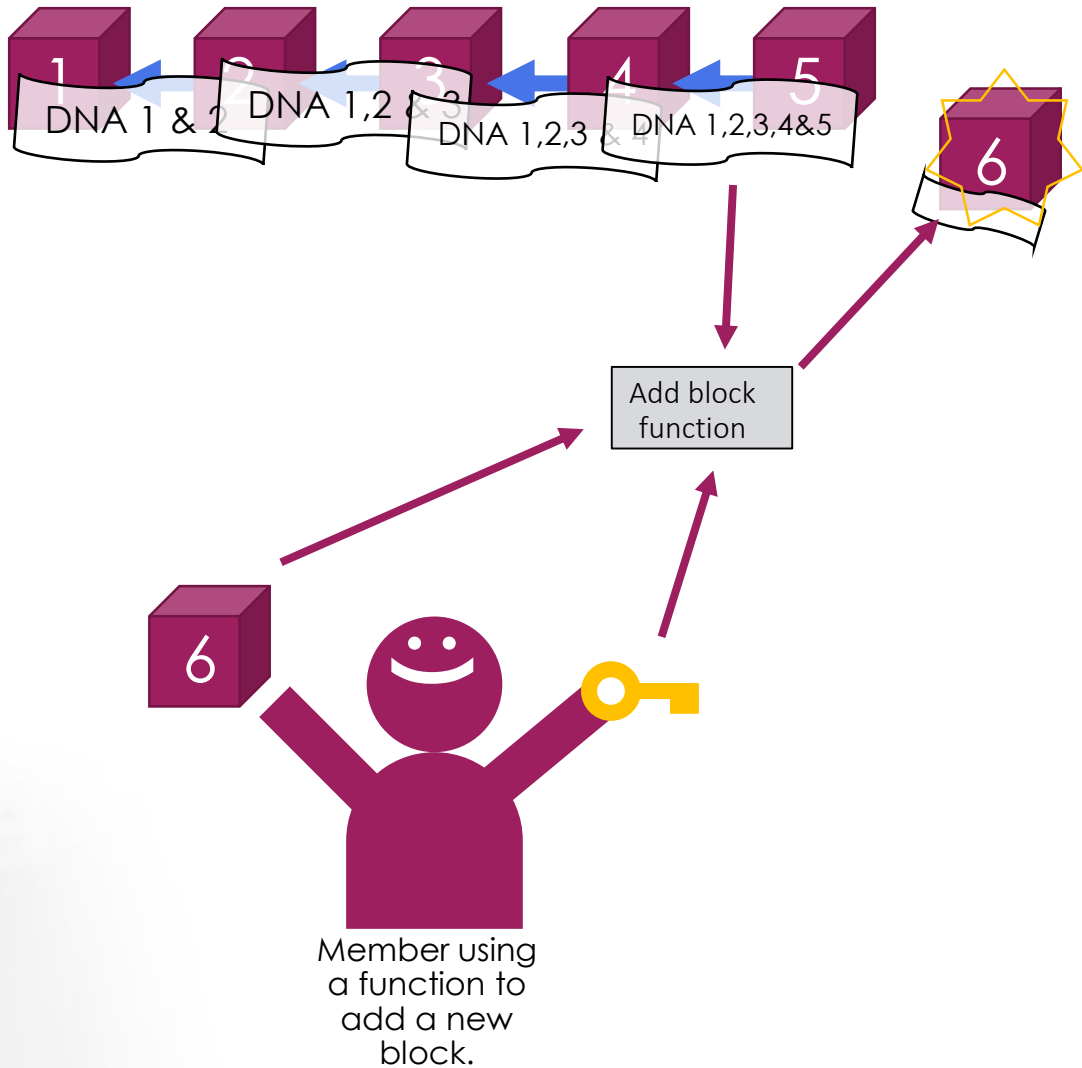 1
2
3
4
5
DNA 1 & 2
DNA 1,2 & 3
DNA 1,2,3 & 4
DNA 1,2,3,4&5
6
Add block
function
6
Member using
a function to
add a new
block.